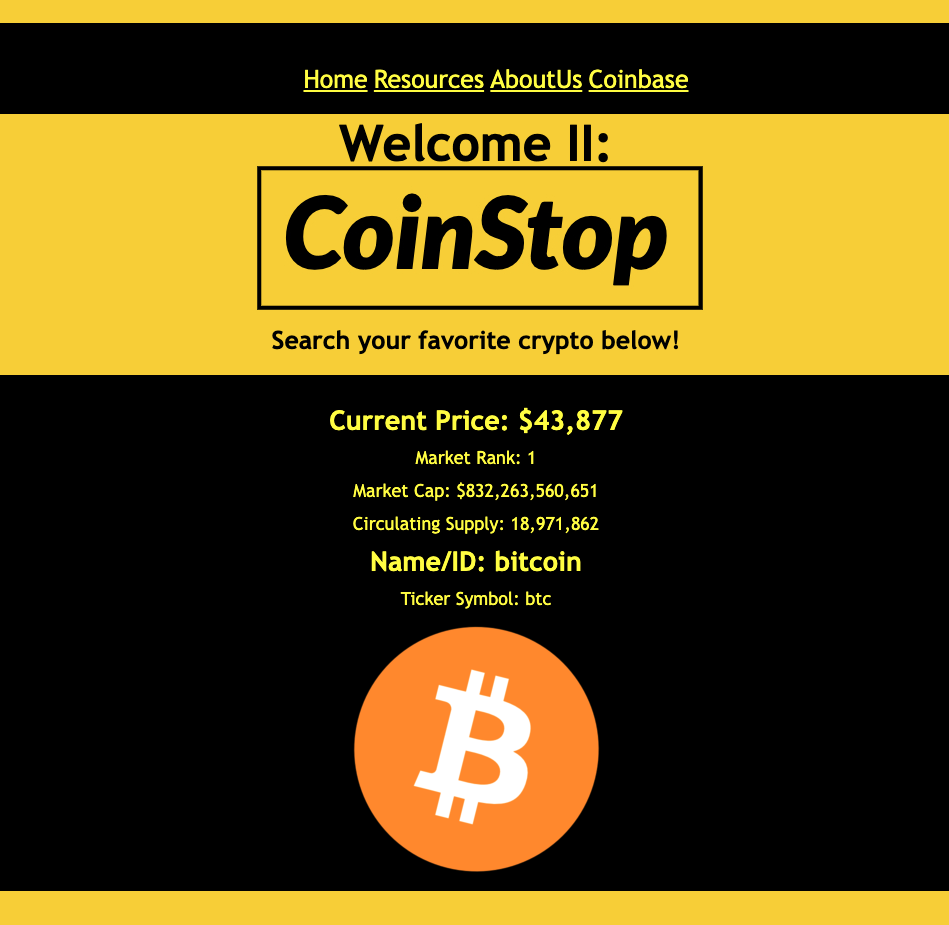 Home Resources AboutUs Coinbase
Welcome II:
CoinStop
Search your favorite crypto below!
Current Price: $43,877
Market Rank: 1
Market Cap: $832,263,560,651
Circulating Supply: 18,971,862
Name/ID: bitcoin
Ticker Symbol: btc